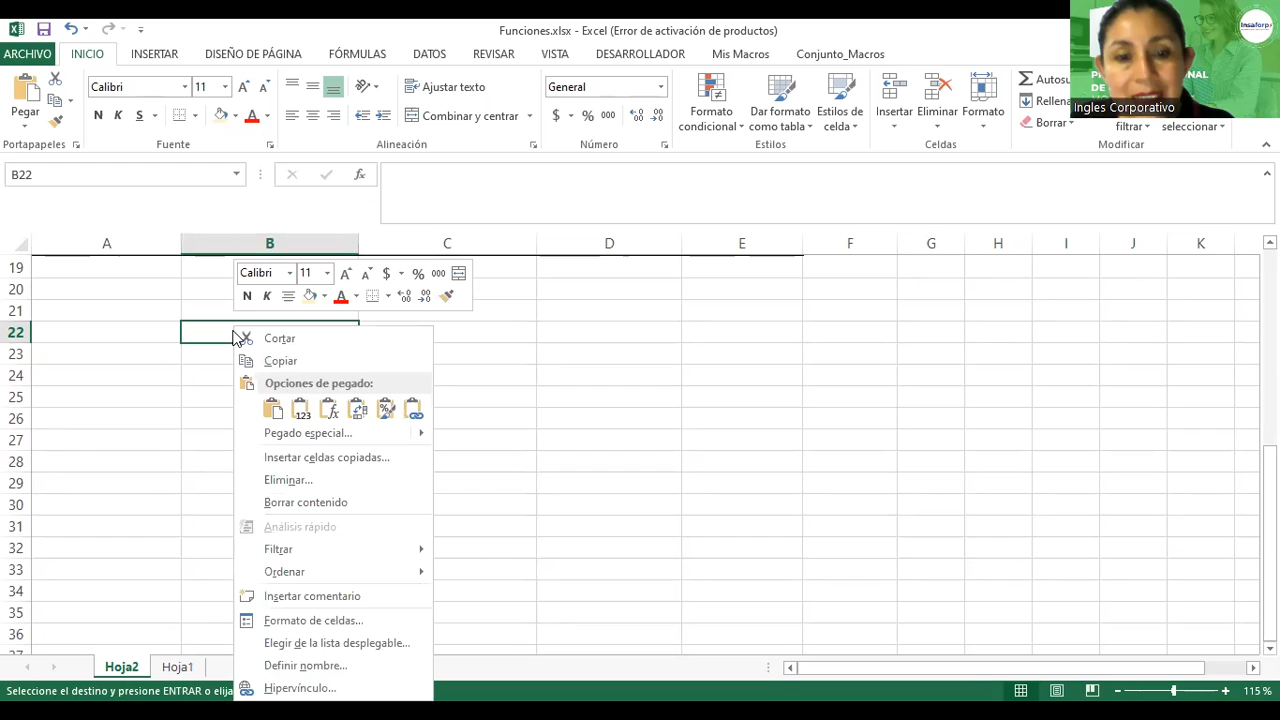 Funciones.xlsx - Excel (Error de activación de productos)
ARCHIVO INICIO INSERTAR DISEÑO DE PÁGINA FÓRMULAS DATOS REVISAR VISTA DESARROLLADOR Mis Macros Conjunto_Macros
Insaforp
Ingles Corporativo
Pegar
Calibri 11
N K S
Ajustar texto
Combinar y centrar
General
$ % 000
Formato condicional
Dar formato como tabla
Estilos de celda
Insertar Eliminar Formato
Rellena
Borrar
filtrar seleccionar
Portapapeles Fuente Alineación Número Estilos Celdas Modificar
B22
fx
A B C D E F G H I J K
19
20
21
22
23
24
25
26
27
28
29
30
31
32
33
34
35
36
Calibri 11 $ % 000
N K A
Cortar
Copiar
Opciones de pegado:
123 fx %
Pegado especial...
Insertar celdas copiadas...
Eliminar...
Borrar contenido
Análisis rápido
Filtrar
Ordenar
Insertar comentario
Formato de celdas...
Elegir de la lista desplegable...
Definir nombre...
Hipervínculo...
Hoja2 Hoja1
Seleccione el destino y presione ENTRAR o elija
115 %